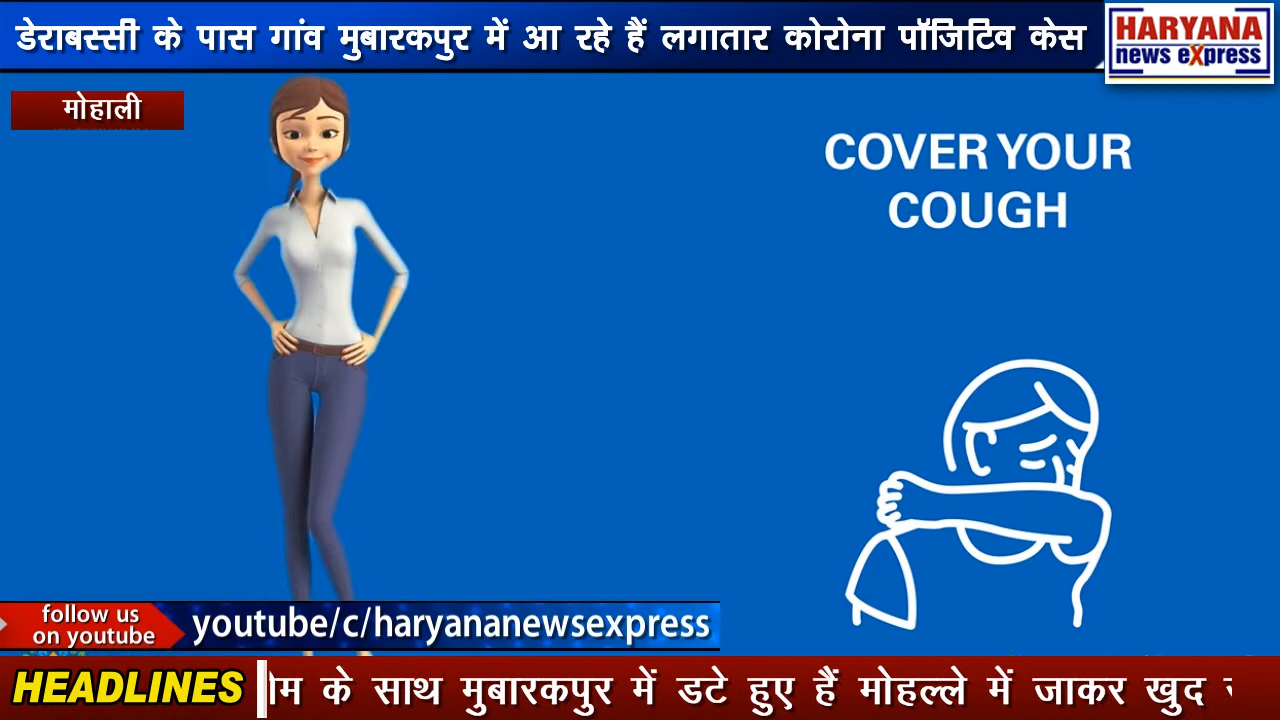 डेराबस्सी के पास गांव मुबारकपुर में आ रहे हैं लगातार कोरोना पॉजिटिव केस
HARYANA
news eXpress
मोहाली
COVER YOUR
COUGH
follow us
on youtube
youtube/c/haryananewsexpress
HEADLINES
के साथ मुबारकपुर में डटे हुए हैं मोहल्ले में जाकर खुद